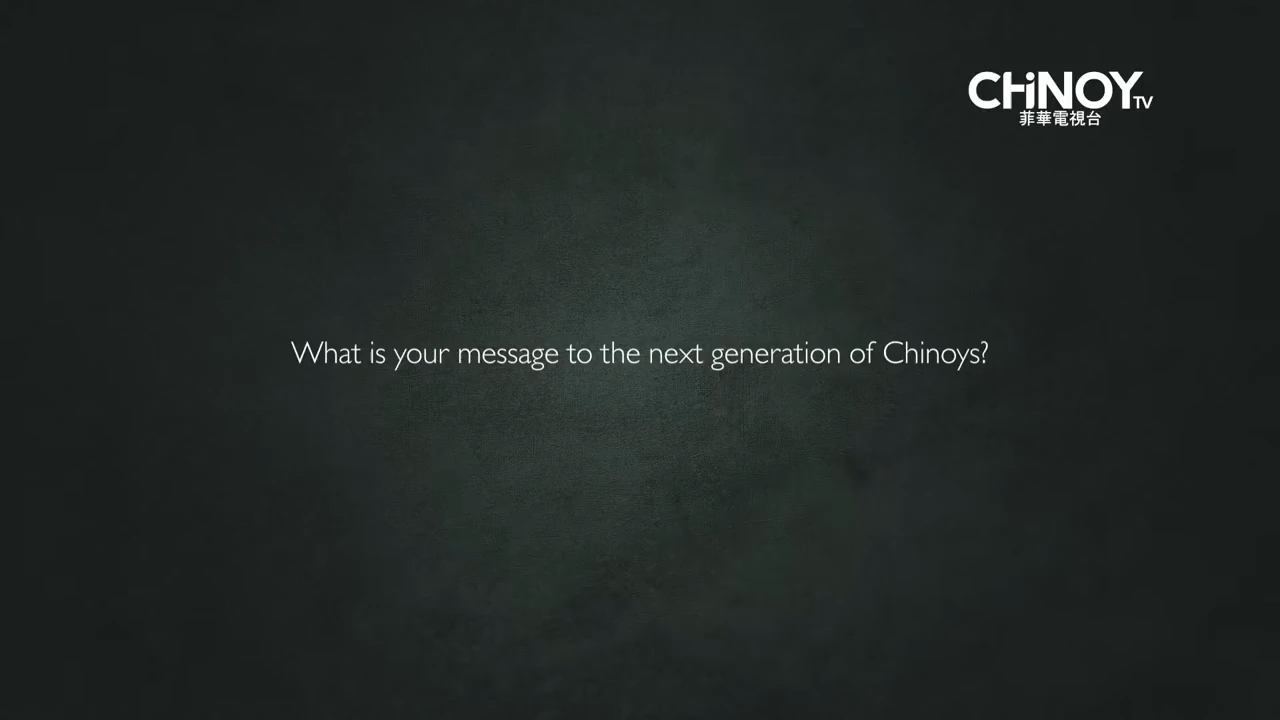 CHiNOY TV
菲華電視台
What is your message to the next generation of Chinoys?